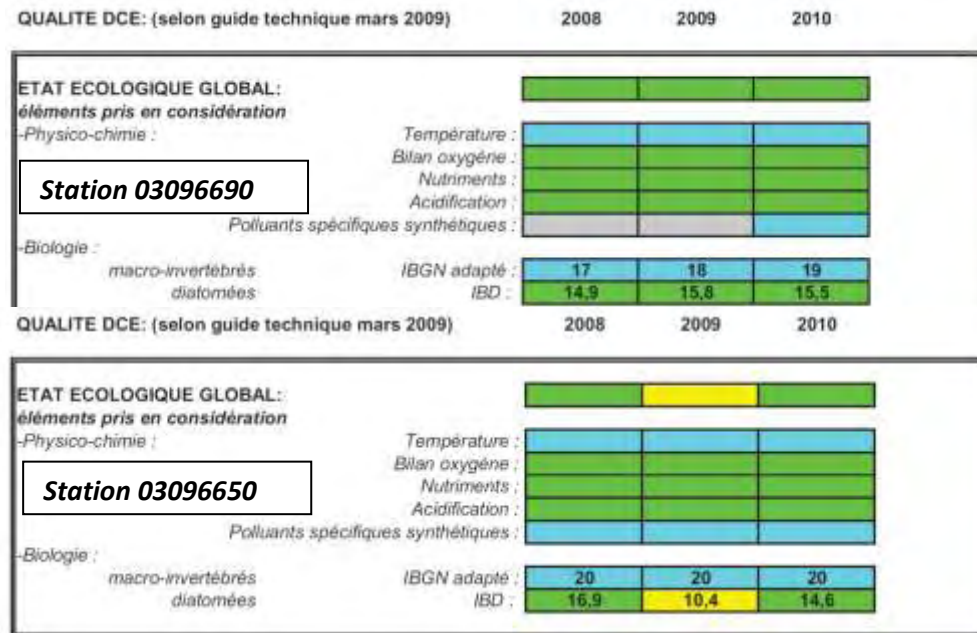 QUALITE DCE: (selon guide technique mars 2009) 2008 2009 2010
ETAT ECOLOGIQUE GLOBAL:
éléments pris en considération
-Physico-chimie : Température :
Bilan oxygéne :
Nutriments :
Station 03096690
Acidification :
Polluants spécifiques synthétiques :
-Biologie :
macro-invertébrés IBGN adapté : 17 18 19
diatomées IBD : 14,9 15,8 15,5
QUALITE DCE: (selon guide technique mars 2009) 2008 2009 2010
ETAT ECOLOGIQUE GLOBAL:
éléments pris en considération
-Physico-chimie : Température :
Bilan oxygéne :
Nutriments :
Station 03096650
Acidification :
Polluants spécifiques synthétiques :
-Biologie :
macro-invertébrés IBGN adapté : 20 20 20
diatomées IBD : 16,9 10,4 14,6